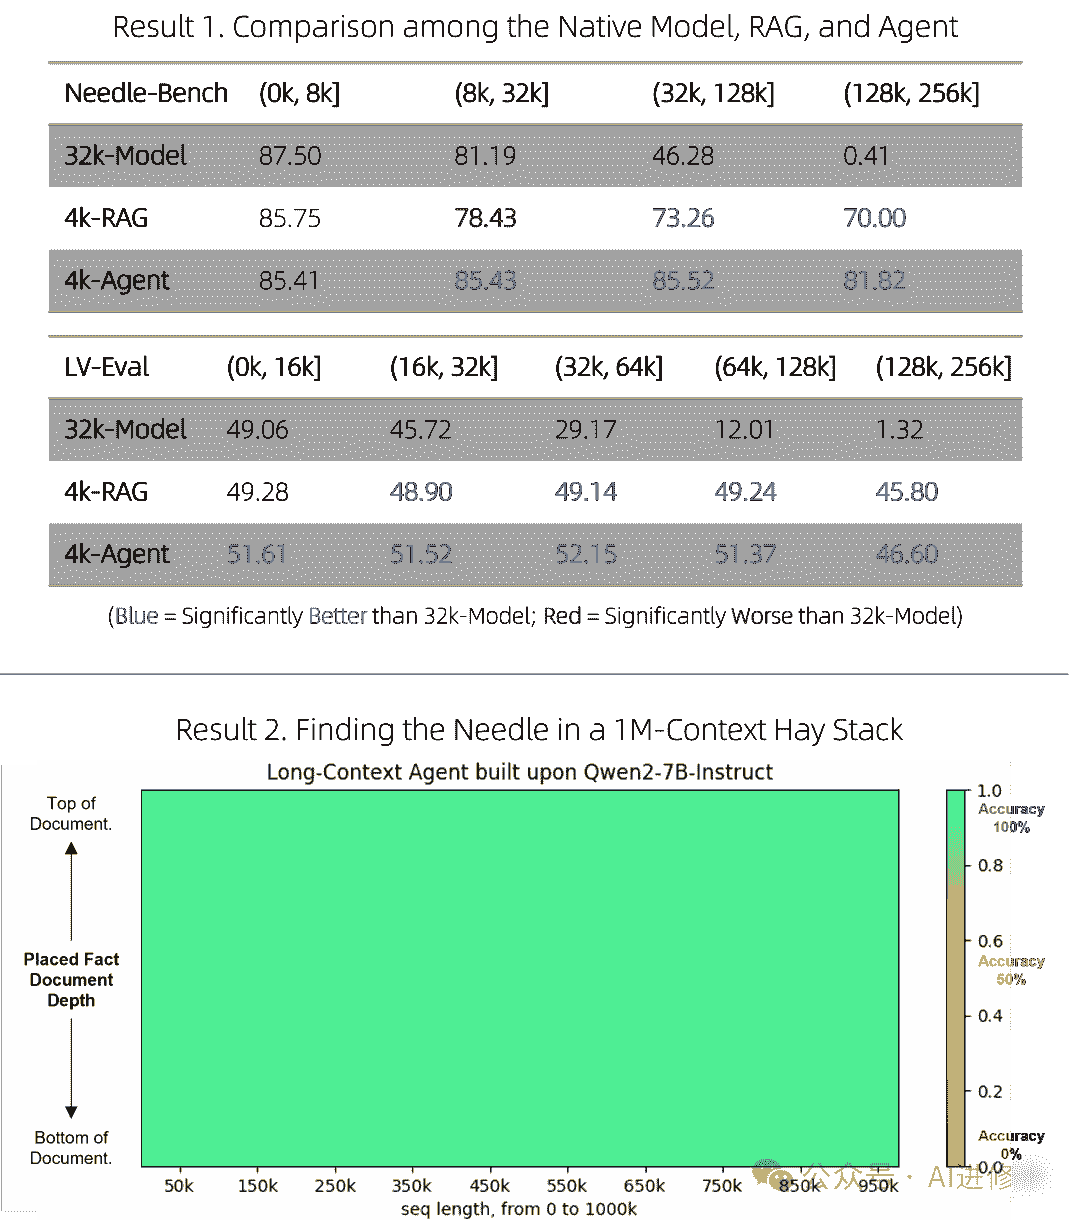 Result 1. Comparison among the Native Model, RAG, and Agent
Needle-Bench (0k, 8k] (8k, 32k] (32k, 128k] (128k, 256k]
32k-Model 87.50 81.19 46.28 0.41
4k-RAG 85.75 78.43 73.26 70.00
4k-Agent 85.41 85.43 85.52 81.82
LV-Eval (0k, 16k] (16k, 32k] (32k, 64k] (64k, 128k] (128k, 256k]
32k-Model 49.06 45.72 29.17 12.01 1.32
4k-RAG 49.28 48.90 49.14 49.24 45.80
4k-Agent 51.61 51.52 52.15 51.37 46.60
(Blue = Significantly Better than 32k-Model; Red = Significantly Worse than 32k-Model)
Result 2. Finding the Needle in a 1M-Context Hay Stack
Long-Context Agent built upon Qwen2-7B-Instruct
Top of
Document.
Placed Fact
Document
Depth
Bottom of
Document.
1.0
Accuracy
100%
0.8
0.6
Accuracy
50%
0.4
0.2
Accuracy
0%
0.0
50k 150k 250k 350k 450k 550k 650k 750k 850k 950k
seq length, from 0 to 1000k
公众号 · AI进修